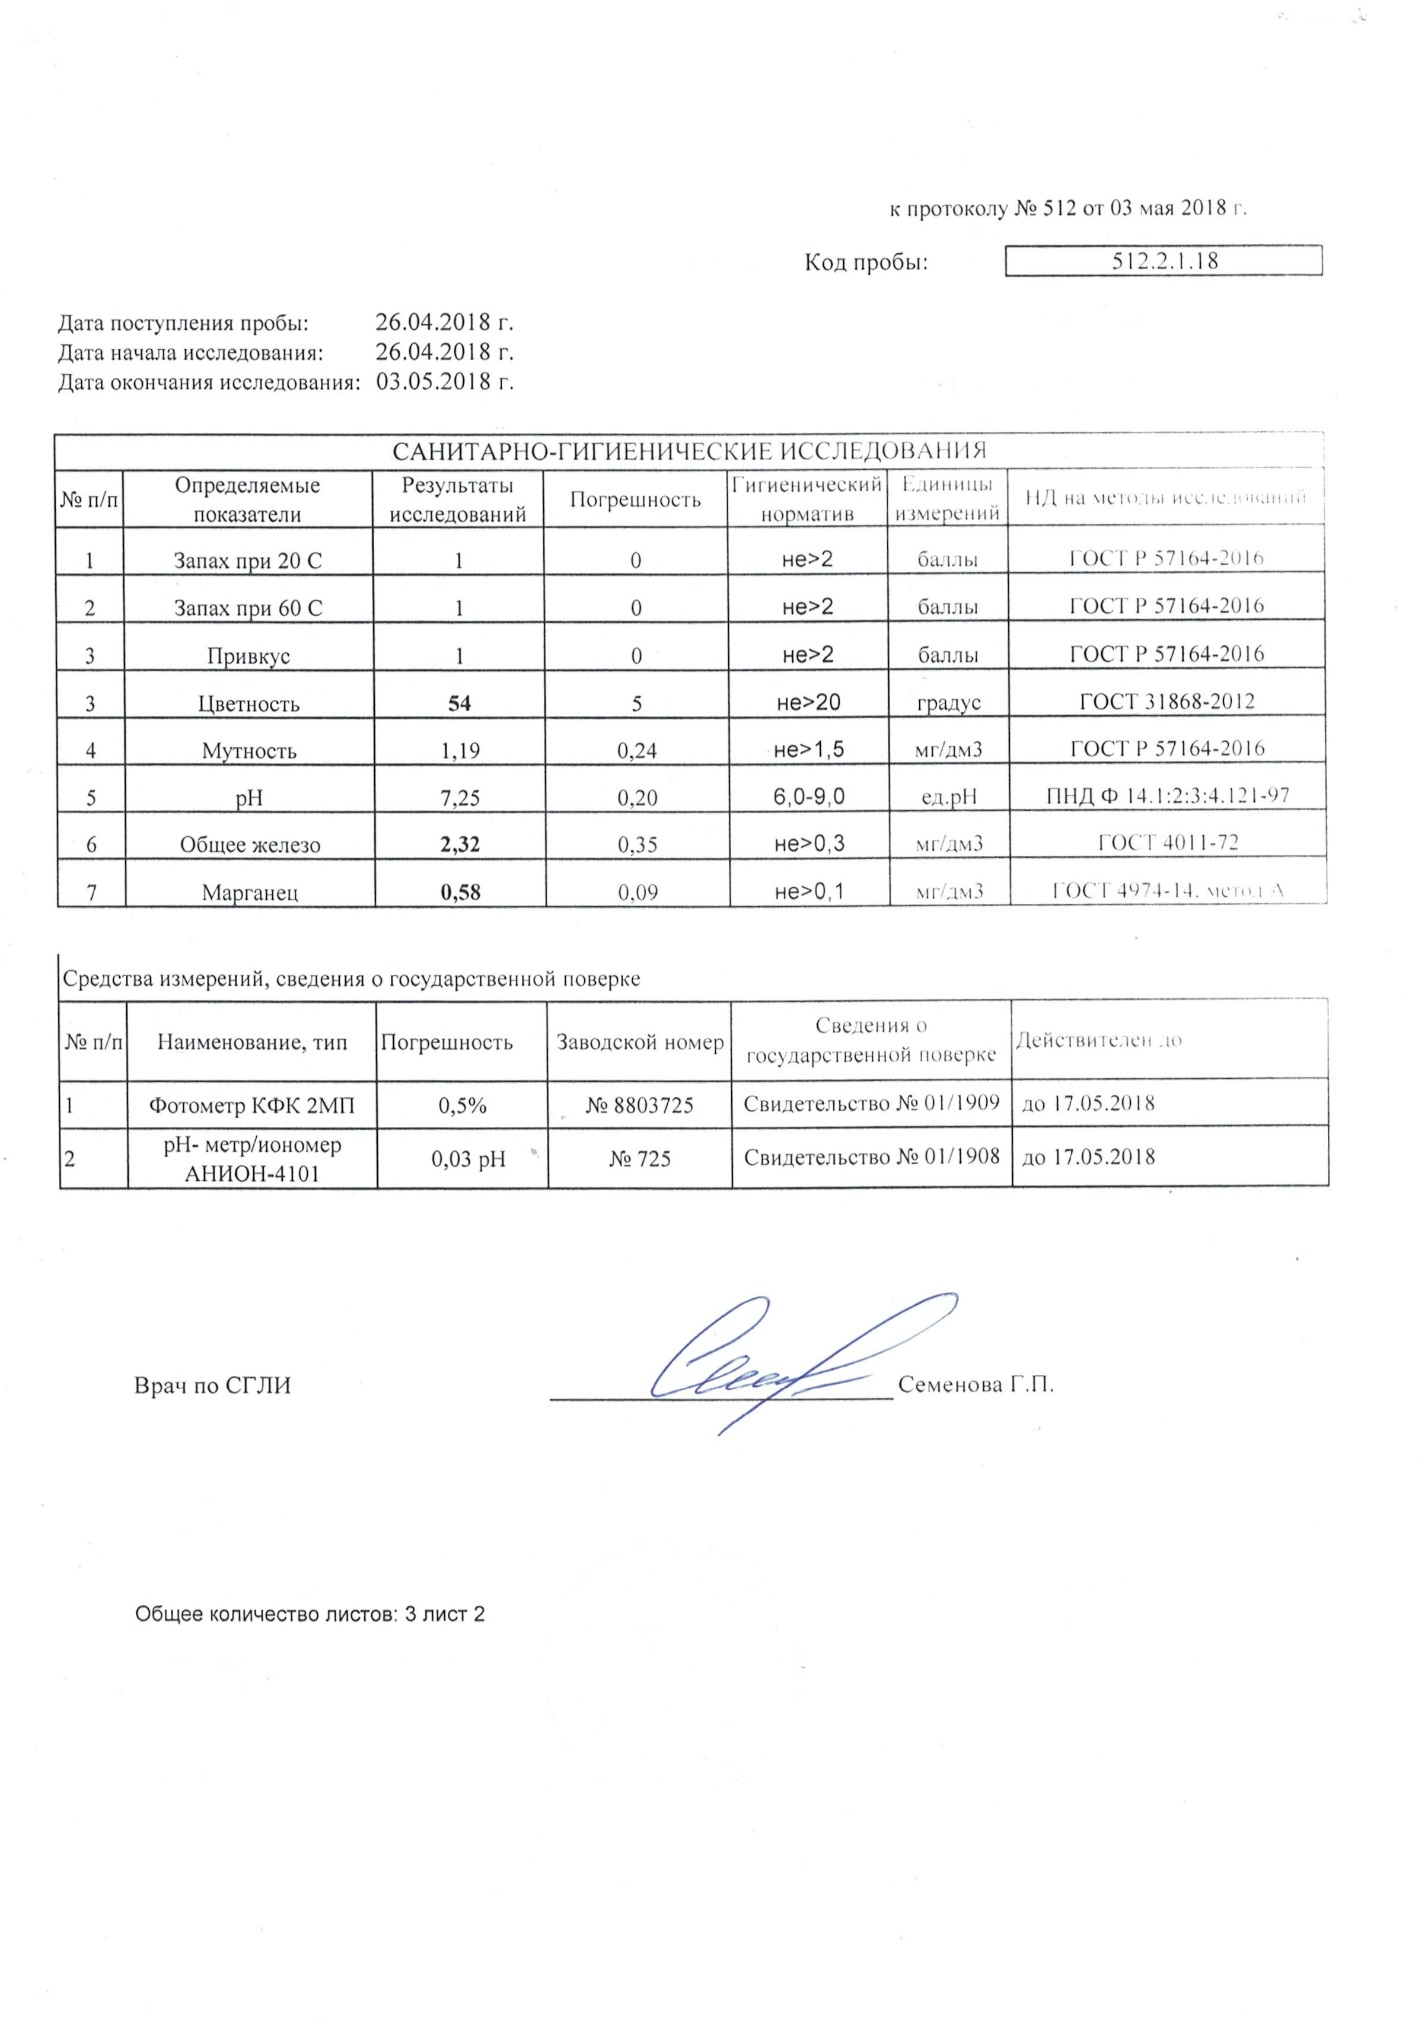 к протоколу № 512 от 03 мая 2018 г.
Код пробы: 512.2.1.18
Дата поступления пробы: 26.04.2018 г.
Дата начала исследования: 26.04.2018 г.
Дата окончания исследования: 03.05.2018 г.
САНИТАРНО-ГИГИЕНИЧЕСКИЕ ИССЛЕДОВАНИЯ
№ п/п Определяемые показатели Результаты исследований Погрешность Гигиенический норматив Единицы измерений НД на методы исследований
1 Запах при 20 С 1 0 не>2 баллы ГОСТ Р 57164-2016
2 Запах при 60 С 1 0 не>2 баллы ГОСТ Р 57164-2016
3 Привкус 1 0 не>2 баллы ГОСТ Р 57164-2016
3 Цветность 54 5 не>20 градус ГОСТ 31868-2012
4 Мутность 1,19 0,24 не>1,5 мг/дм3 ГОСТ Р 57164-2016
5 рН 7,25 0,20 6,0-9,0 ед.рН ПНД Ф 14.1:2:3:4.121-97
6 Общее железо 2,32 0,35 не>0,3 мг/дм3 ГОСТ 4011-72
7 Марганец 0,58 0,09 не>0,1 мг/дм3 ГОСТ 4974-14. метод А
Средства измерений, сведения о государственной поверке
№ п/п Наименование, тип Погрешность Заводской номер Сведения о государственной поверке Действителен до
1 Фотометр КФК 2МП 0,5% № 8803725 Свидетельство № 01/1909 до 17.05.2018
2 рН- метр/иономер АНИОН-4101 0,03 рН № 725 Свидетельство № 01/1908 до 17.05.2018
Врач по СГЛИ Семенова Г.П.
Общее количество листов: 3 лист 2